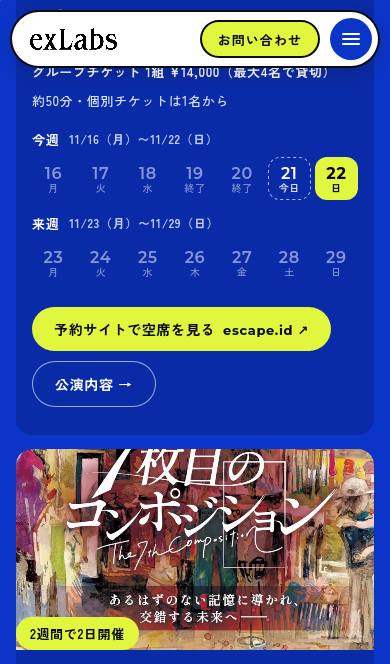 exLabs
お問い合わせ
グループチケット 1組 ¥14,000（最大4名で貸切）
約50分・個別チケットは1名から
今週 11/16（月）〜11/22（日）
16 17 18 19 20 21 22
月 火 水 終了 終了 今日 日
来週 11/23（月）〜11/29（日）
23 24 25 26 27 28 29
月 火 水 木 金 土 日
予約サイトで空席を見る escape.id ↗
公演内容 →
7枚目の
コンポジション
The 7th Composition
あるはずのない記憶に導かれ、
交錯する未来へ――
2週間で2日開催